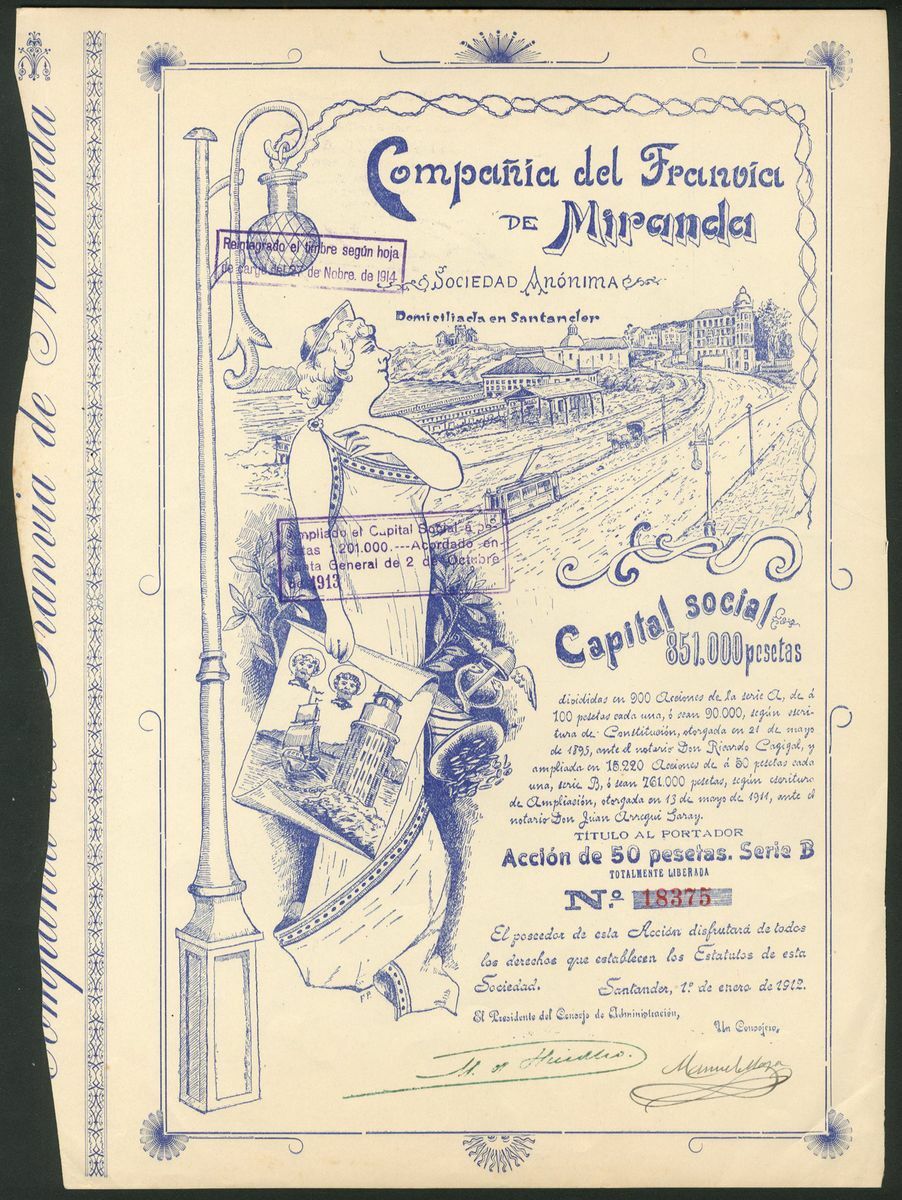 Compañía del Tranvía
DE Miranda
SOCIEDAD ANÓNIMA
Domiciliada en Santander
Reintegrado el timbre según hoja
de cargo del 27 de Nobre. de 1914
Ampliado el Capital Social á pe-
setas 1.201.000.---Acordado en
Junta General de 2 de Octubre
de 1913
Capital social
851.000 pesetas
divididas en 900 Acciones de la serie A, de á
100 pesetas cada una, ó sean 90.000, según escri-
tura de Constitución, otorgada en 21 de mayo
de 1895, ante el notario Don Ricardo Cagigal, y
ampliada en 15.220 Acciones de á 50 pesetas cada
una, serie B, ó sean 761.000 pesetas, según escritura
de Ampliación, otorgada en 13 de mayo de 1911, ante el
notario Don Juan Arregui Garay.
TÍTULO AL PORTADOR
Acción de 50 pesetas. Serie B
TOTALMENTE LIBERADA
N.º 18375
El poseedor de esta Acción disfrutará de todos
los derechos que establecen los Estatutos de esta
Sociedad. Santander, 1º de enero de 1912.
El Presidente del Consejo de Administración,
Un Consejero,
Manuel
F.P.
Compañía del Tranvía de Miranda